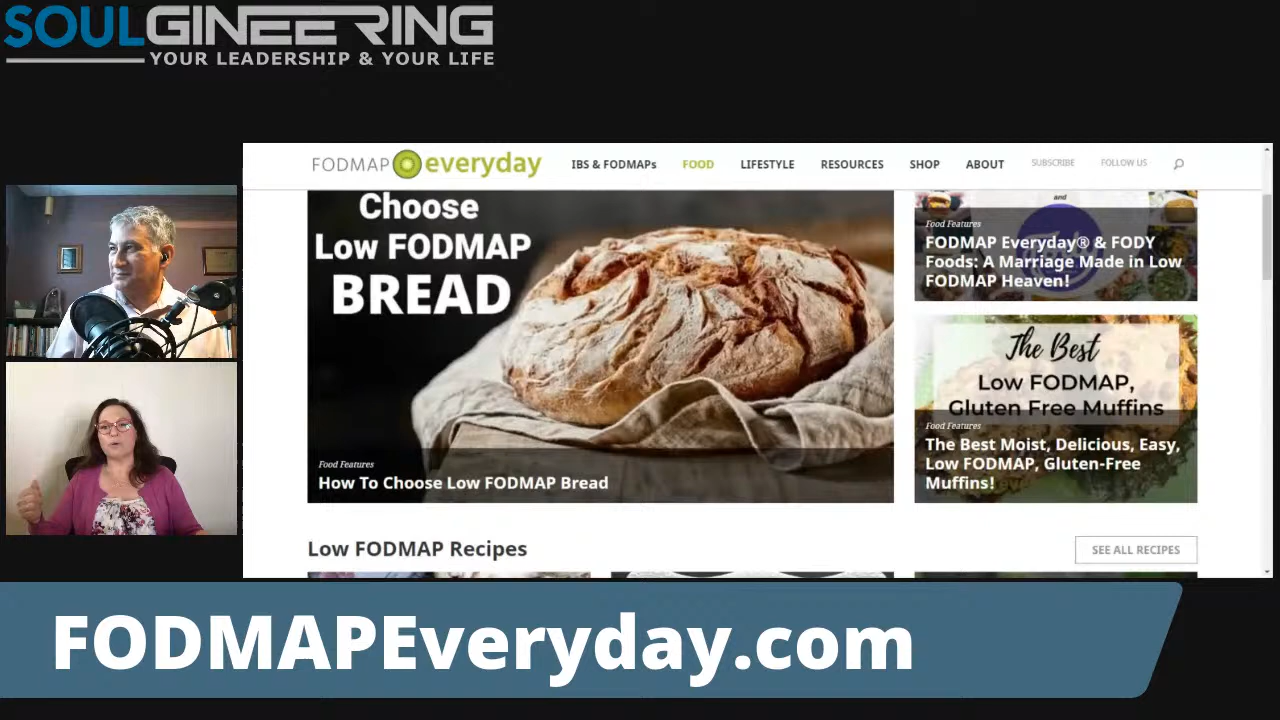 SOULGINEERING
YOUR LEADERSHIP & YOUR LIFE
FODMAP everyday
IBS & FODMAPs
FOOD
LIFESTYLE
RESOURCES
SHOP
ABOUT
SUBSCRIBE
FOLLOW US
Choose
Low FODMAP
BREAD
Food Features
How To Choose Low FODMAP Bread
and
Food Features
FODMAP Everyday® & FODY
Foods: A Marriage Made in Low
FODMAP Heaven!
The Best
Low FODMAP,
Gluten Free Muffins
Food Features
The Best Moist, Delicious, Easy,
Low FODMAP, Gluten-Free
Muffins!
Low FODMAP Recipes
SEE ALL RECIPES
FODMAPEveryday.com